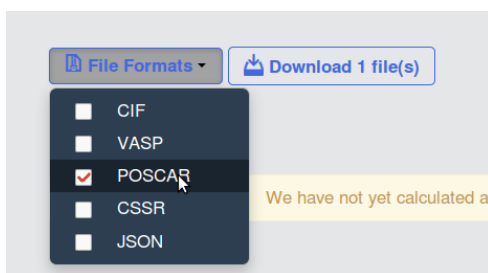 File Formats
Download 1 file(s)
CIF
VASP
POSCAR
We have not yet calculated a
CSSR
JSON